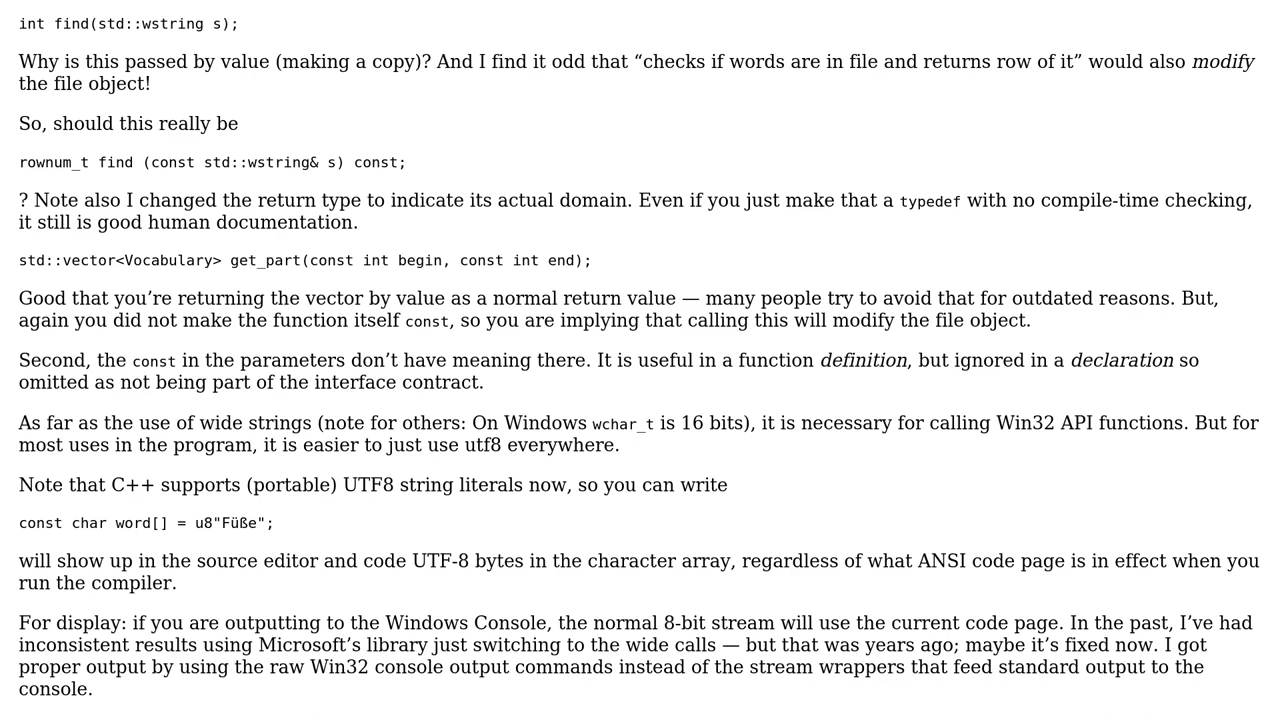 int find(std::wstring s);
Why is this passed by value (making a copy)? And I find it odd that “checks if words are in file and returns row of it” would also modify
the file object!
So, should this really be
rownum_t find (const std::wstring& s) const;
? Note also I changed the return type to indicate its actual domain. Even if you just make that a typedef with no compile-time checking,
it still is good human documentation.
std::vector<Vocabulary> get_part(const int begin, const int end);
Good that you’re returning the vector by value as a normal return value — many people try to avoid that for outdated reasons. But,
again you did not make the function itself const, so you are implying that calling this will modify the file object.
Second, the const in the parameters don’t have meaning there. It is useful in a function definition, but ignored in a declaration so
omitted as not being part of the interface contract.
As far as the use of wide strings (note for others: On Windows wchar_t is 16 bits), it is necessary for calling Win32 API functions. But for
most uses in the program, it is easier to just use utf8 everywhere.
Note that C++ supports (portable) UTF8 string literals now, so you can write
const char word[] = u8"Füße";
will show up in the source editor and code UTF-8 bytes in the character array, regardless of what ANSI code page is in effect when you
run the compiler.
For display: if you are outputting to the Windows Console, the normal 8-bit stream will use the current code page. In the past, I’ve had
inconsistent results using Microsoft’s library just switching to the wide calls — but that was years ago; maybe it’s fixed now. I got
proper output by using the raw Win32 console output commands instead of the stream wrappers that feed standard output to the
console.